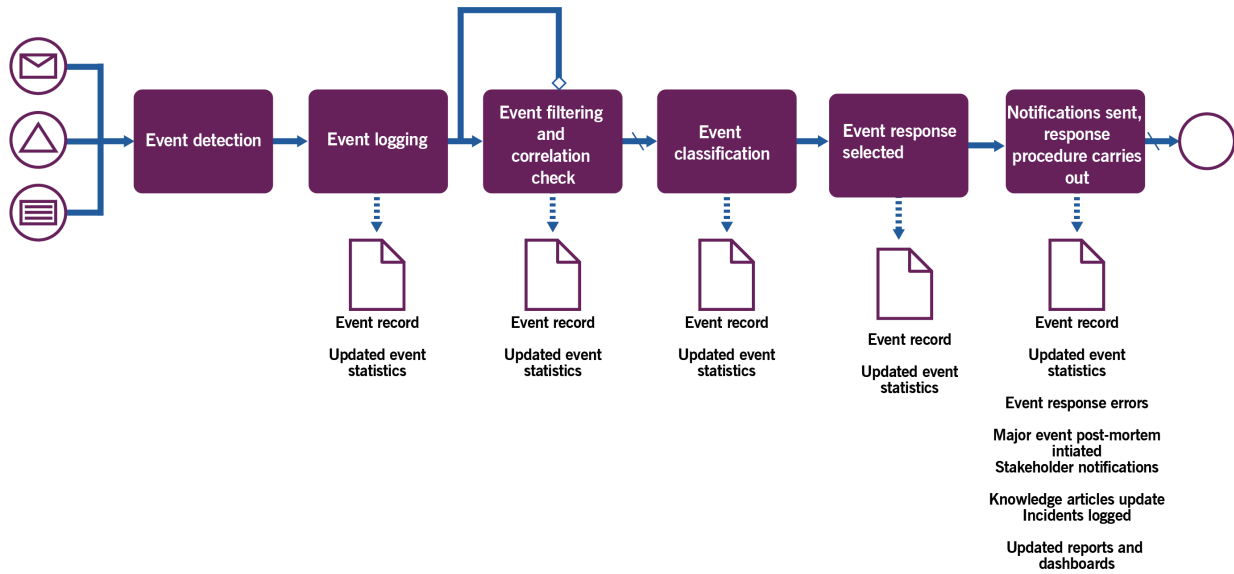 Event detection
Event logging
Event filtering
and
correlation
check
Event
classification
Event response
selected
Notifications sent,
response
procedure carries
out
Event record
Updated event
statistics
Event record
Updated event
statistics
Event record
Updated event
statistics
Event record
Updated event
statistics
Event record
Updated event
statistics
Event response errors
Major event post-mortem
intiated
Stakeholder notifications
Knowledge articles update
Incidents logged
Updated reports and
dashboards